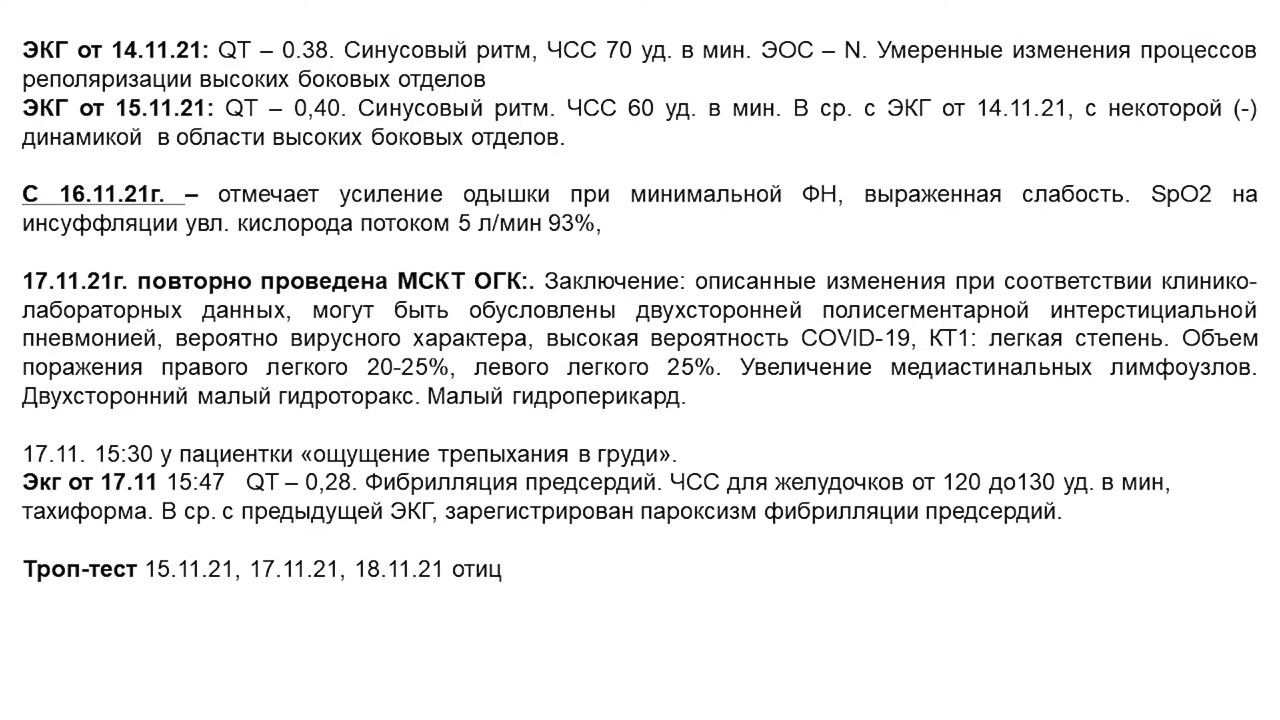 ЭКГ от 14.11.21: QT – 0.38. Синусовый ритм, ЧСС 70 уд. в мин. ЭОС – N. Умеренные изменения процессов
реполяризации высоких боковых отделов
ЭКГ от 15.11.21: QT – 0,40. Синусовый ритм. ЧСС 60 уд. в мин. В ср. с ЭКГ от 14.11.21, с некоторой (-)
динамикой в области высоких боковых отделов.
С 16.11.21г. – отмечает усиление одышки при минимальной ФН, выраженная слабость. SpO2 на
инсуффляции увл. кислорода потоком 5 л/мин 93%,
17.11.21г. повторно проведена МСКТ ОГК:. Заключение: описанные изменения при соответствии клинико-
лабораторных данных, могут быть обусловлены двухсторонней полисегментарной интерстициальной
пневмонией, вероятно вирусного характера, высокая вероятность COVID-19, КТ1: легкая степень. Объем
поражения правого легкого 20-25%, левого легкого 25%. Увеличение медиастинальных лимфоузлов.
Двухсторонний малый гидроторакс. Малый гидроперикард.
17.11. 15:30 у пациентки «ощущение трепыхания в груди».
Экг от 17.11 15:47 QT – 0,28. Фибрилляция предсердий. ЧСС для желудочков от 120 до130 уд. в мин,
тахиформа. В ср. с предыдущей ЭКГ, зарегистрирован пароксизм фибрилляции предсердий.
Троп-тест 15.11.21, 17.11.21, 18.11.21 отиц